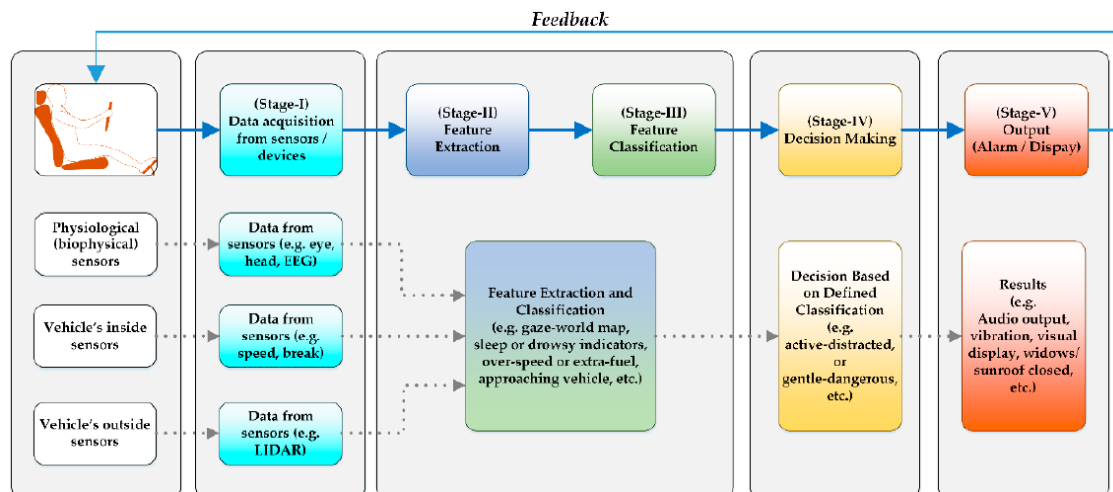 Feedback
(Stage-I)
Data acquisition
from sensors /
devices
(Stage-II)
Feature
Extraction
(Stage-III)
Feature
Classification
(Stage-IV)
Decision Making
(Stage-V)
Output
(Alarm / Dispay)
Physiological
(biophysical)
sensors
Data from
sensors (e.g. eye,
head, EEG)
Vehicle's inside
sensors
Data from
sensors (e.g.
speed, break)
Vehicle's outside
sensors
Data from
sensors (e.g.
LIDAR)
Feature Extraction and
Classification
(e.g. gaze-world map,
sleep or drowsy indicators,
over-speed or extra-fuel,
approaching vehicle, etc.)
Decision Based
on Defined
Classification
(e.g.
active-distracted,
or
gentle-dangerous,
etc.)
Results
(e.g.
Audio output,
vibration, visual
display, widows/
sunroof closed,
etc.)